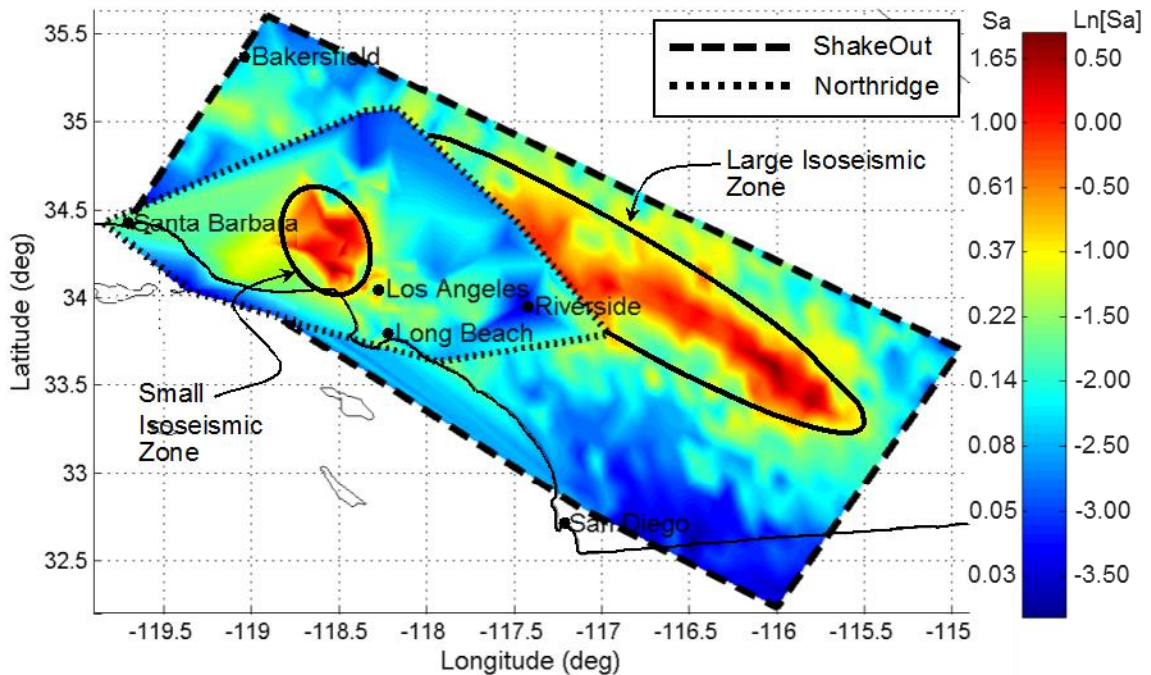 Sa
Ln[Sa]
35.5
35
34.5
34
33.5
33
32.5
Latitude (deg)
Bakersfield
ShakeOut
Northridge
Large Isoseismic
Zone
Santa Barbara
Los Angeles
Riverside
Long Beach
Small
Isoseismic
Zone
San Diego
1.65
1.00
0.61
0.37
0.22
0.14
0.08
0.05
0.03
0.50
0.00
-0.50
-1.00
-1.50
-2.00
-2.50
-3.00
-3.50
-119.5
-119
-118.5
-118
-117.5
-117
-116.5
-116
-115.5
-115
Longitude (deg)